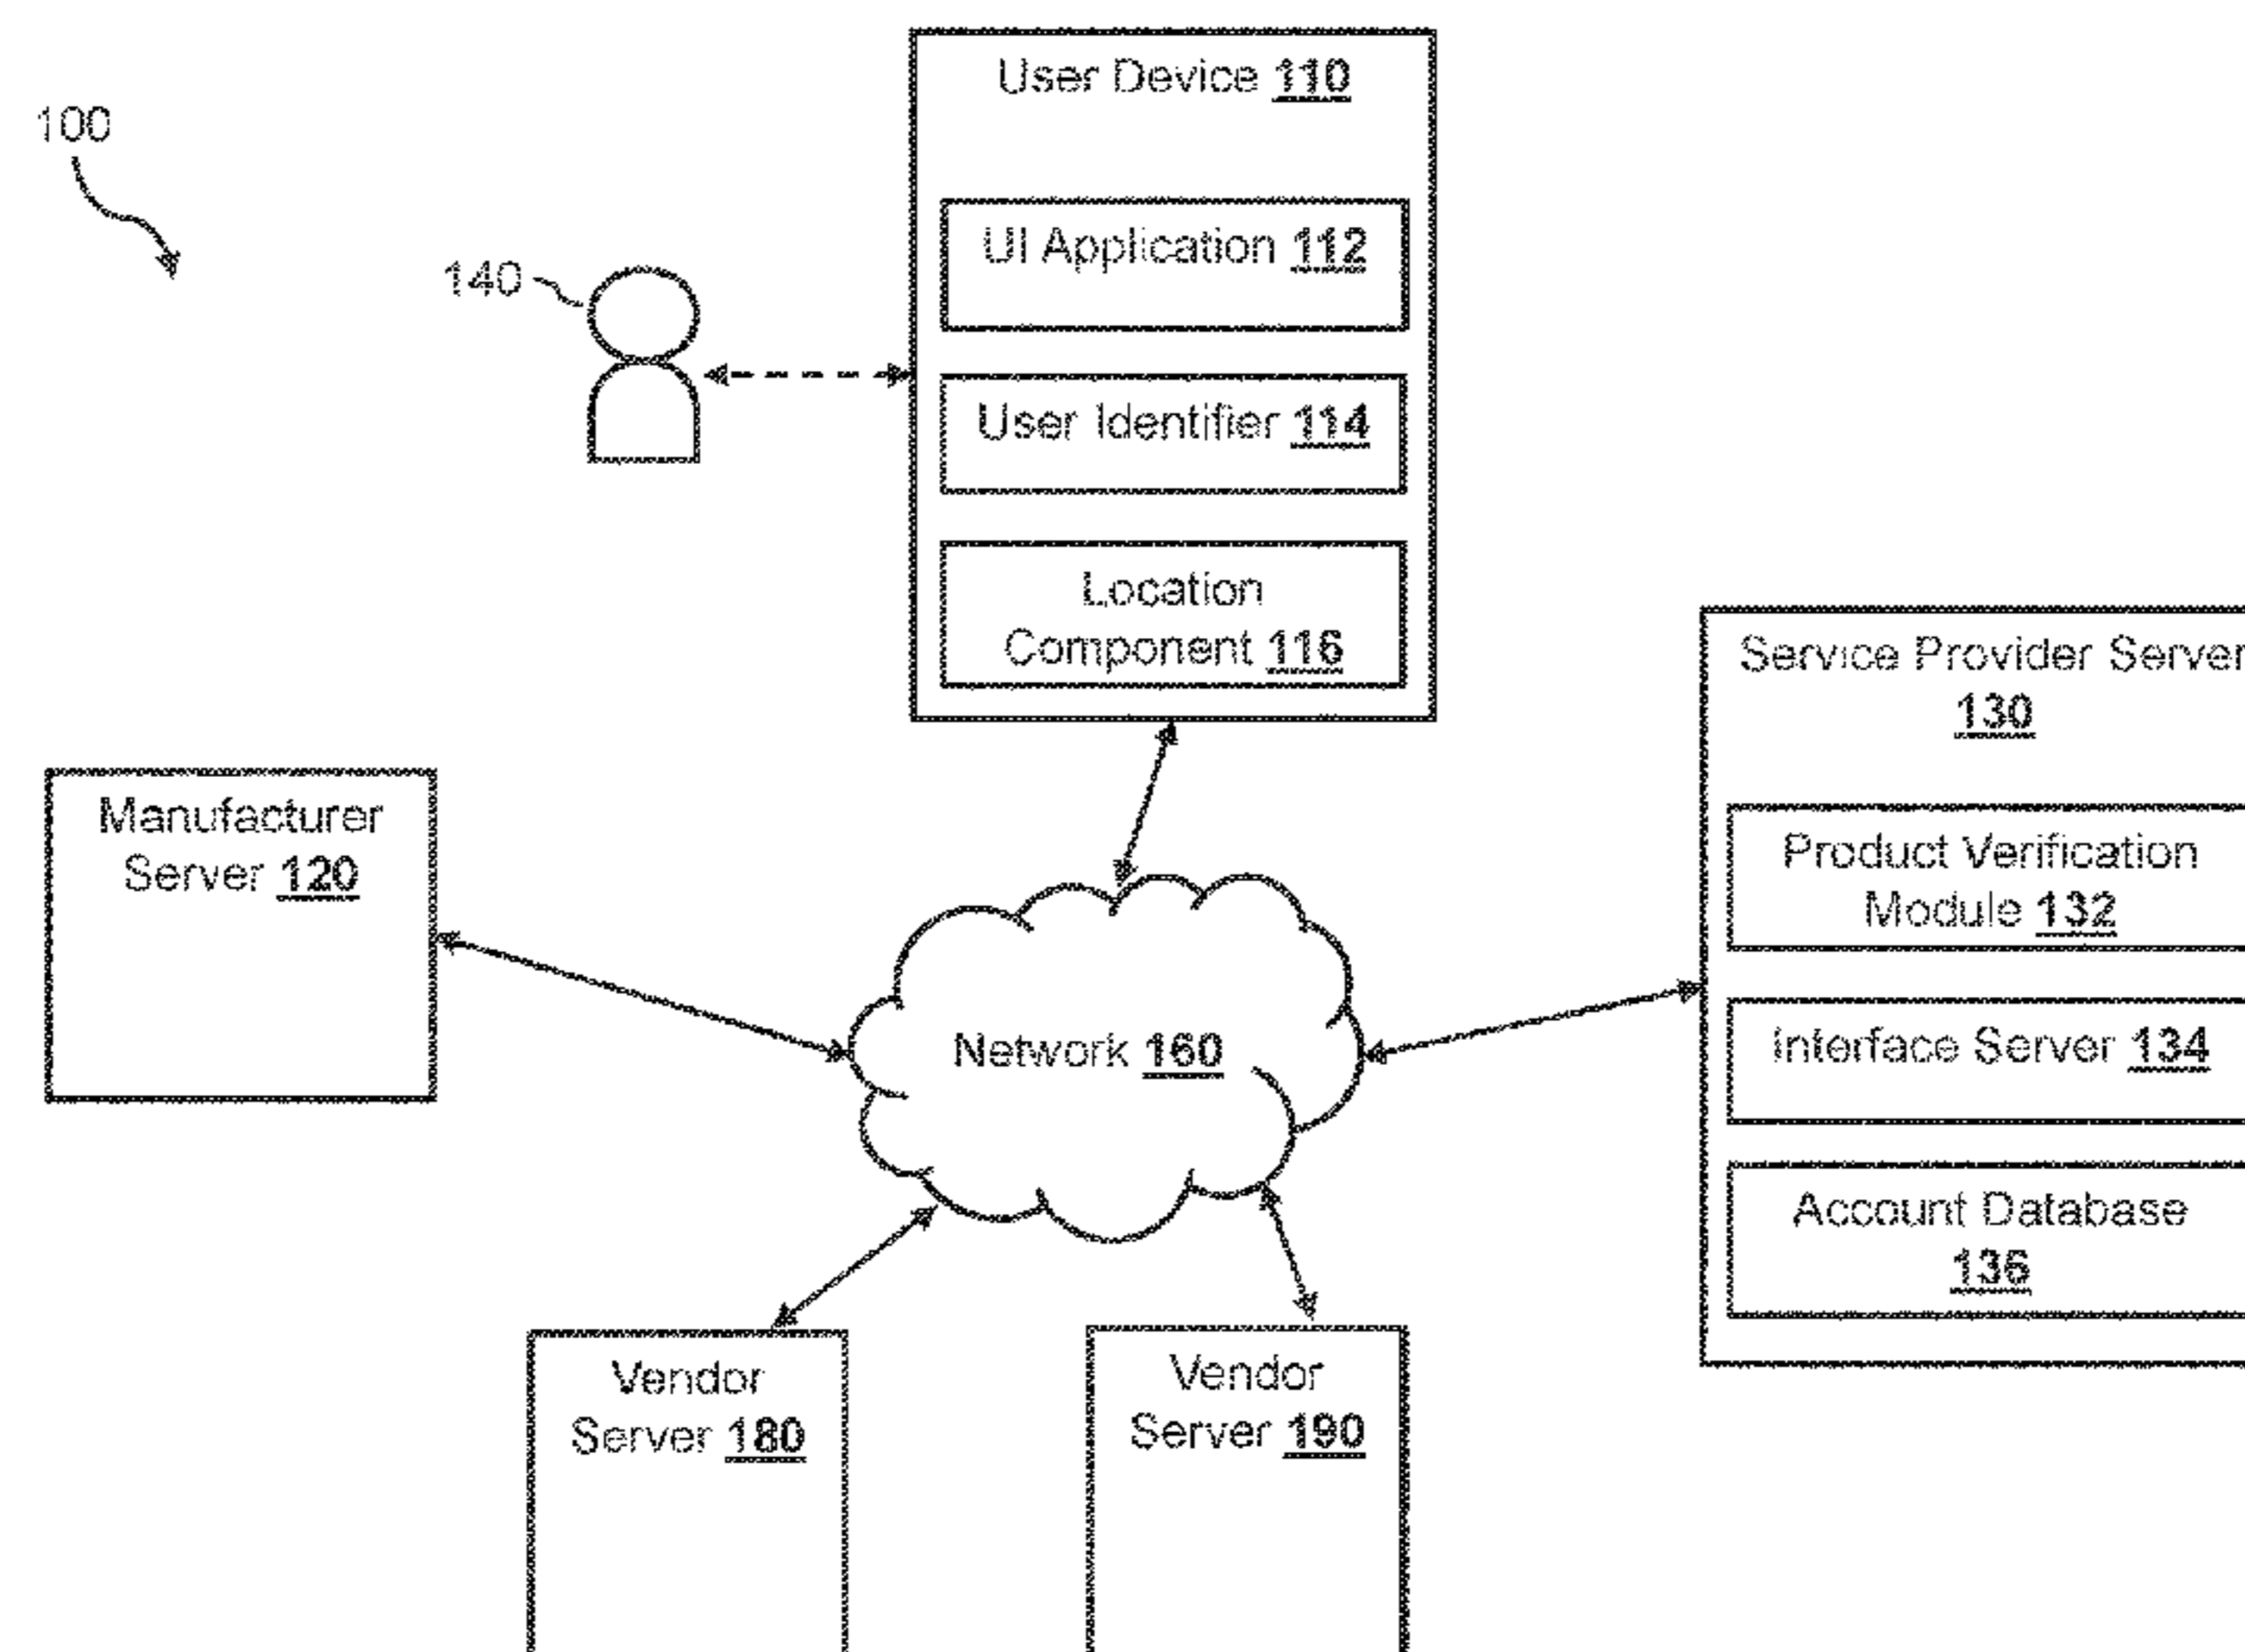 100
140
User Device 110
UI Application 112
User Identifier 114
Location
Component 116
Manufacturer
Server 120
Network 160
Service Provider Server
130
Product Verification
Module 132
Interface Server 134
Account Database
136
Vendor
Server 180
Vendor
Server 190